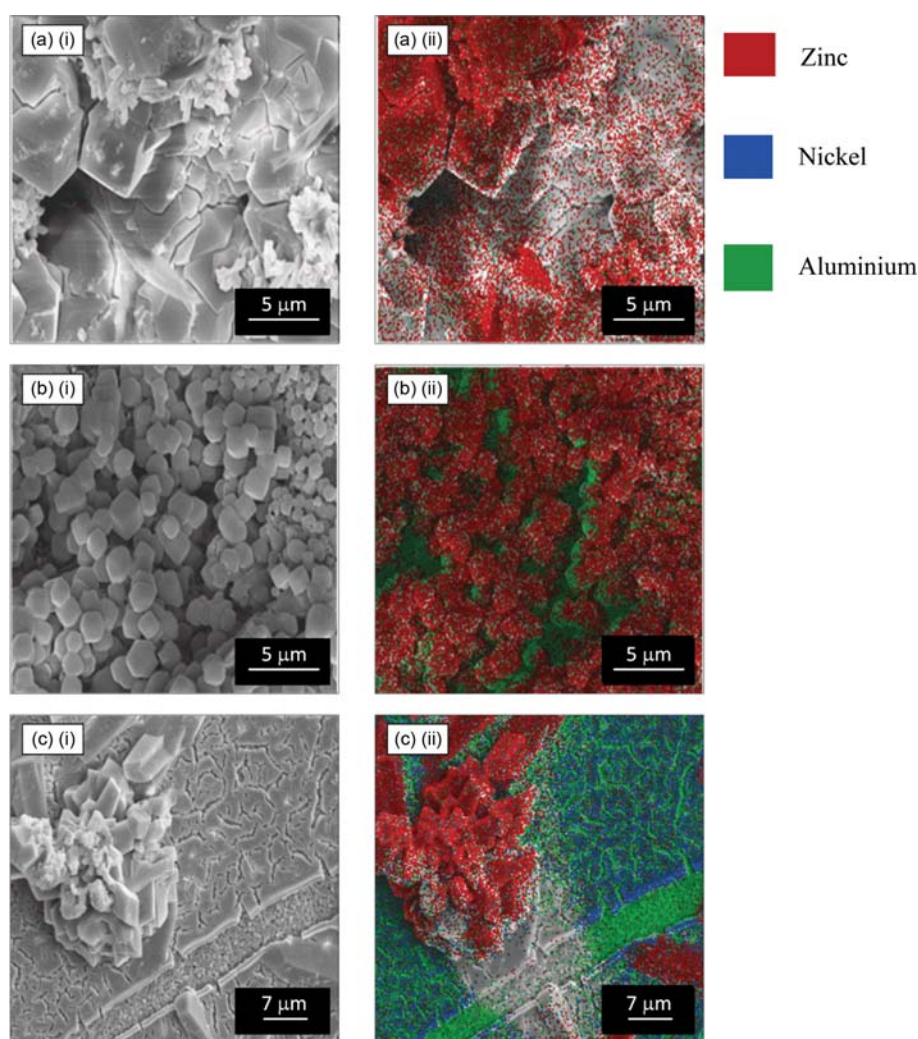 (a) (i)
(a) (ii)
Zinc
Nickel
Aluminium
5 μm
5 μm
(b) (i)
(b) (ii)
5 μm
5 μm
(c) (i)
(c) (ii)
7 μm
7 μm